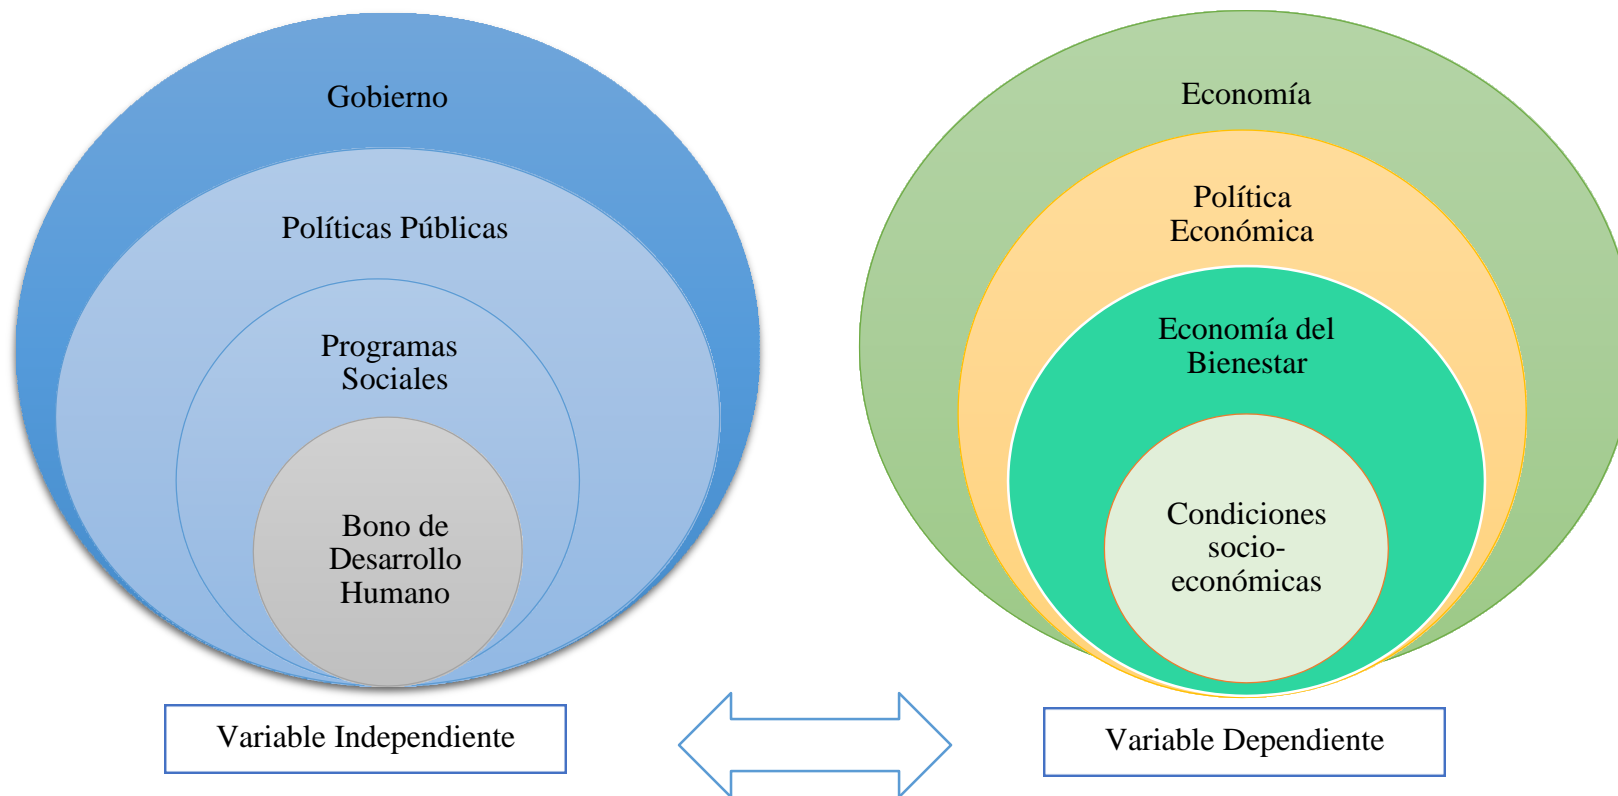 Gobierno
Políticas Públicas
Programas
Sociales
Bono de
Desarrollo
Humano
Variable Independiente
Economía
Política
Económica
Economía del
Bienestar
Condiciones
socio-
económicas
Variable Dependiente